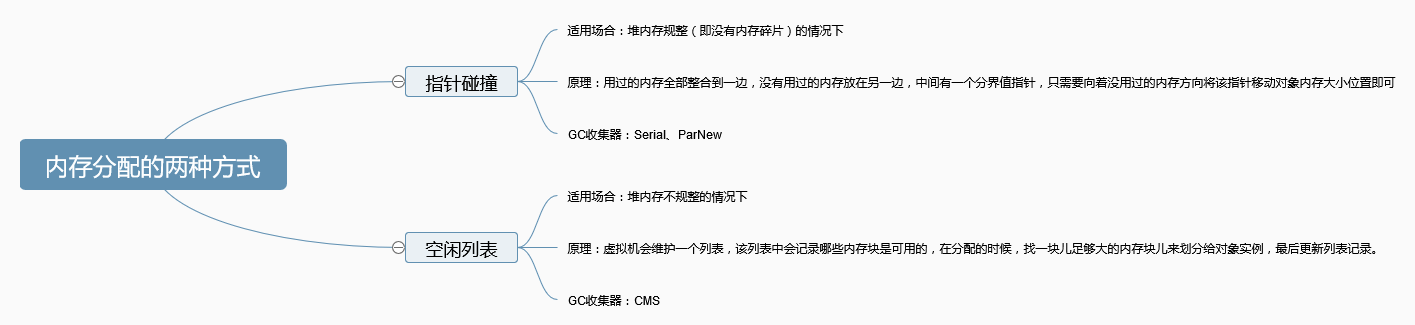 内存分配的两种方式
指针碰撞
适用场合：堆内存规整（即没有内存碎片）的情况下
原理：用过的内存全部整合到一边，没有用过的内存放在另一边，中间有一个分界值指针，只需要向着没用过的内存方向将该指针移动对象内存大小位置即可
GC收集器：Serial、ParNew
空闲列表
适用场合：堆内存不规整的情况下
原理：虚拟机会维护一个列表，该列表中会记录哪些内存块是可用的，在分配的时候，找一块儿足够大的内存块儿来划分给对象实例，最后更新列表记录。
GC收集器：CMS